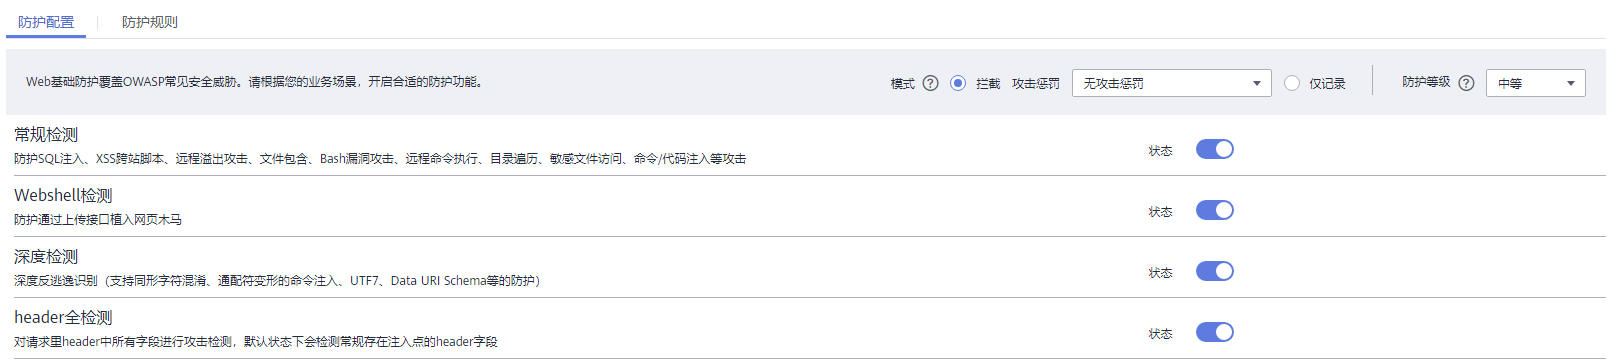 防护配置 防护规则
Web基础防护覆盖OWASP常见安全威胁。请根据您的业务场景，开启合适的防护功能。 模式 ? 拦截 攻击惩罚 无攻击惩罚 仅记录 防护等级 ? 中等
常规检测
防护SQL注入、XSS跨站脚本、远程溢出攻击、文件包含、Bash漏洞攻击、远程命令执行、目录遍历、敏感文件访问、命令/代码注入等攻击 状态
Webshell检测
防护通过上传接口植入网页木马 状态
深度检测
深度反逃逸识别（支持同形字符混淆、通配符变形的命令注入、UTF7、Data URI Schema等的防护） 状态
header全检测
对请求里header中所有字段进行攻击检测，默认状态下会检测常规存在注入点的header字段 状态